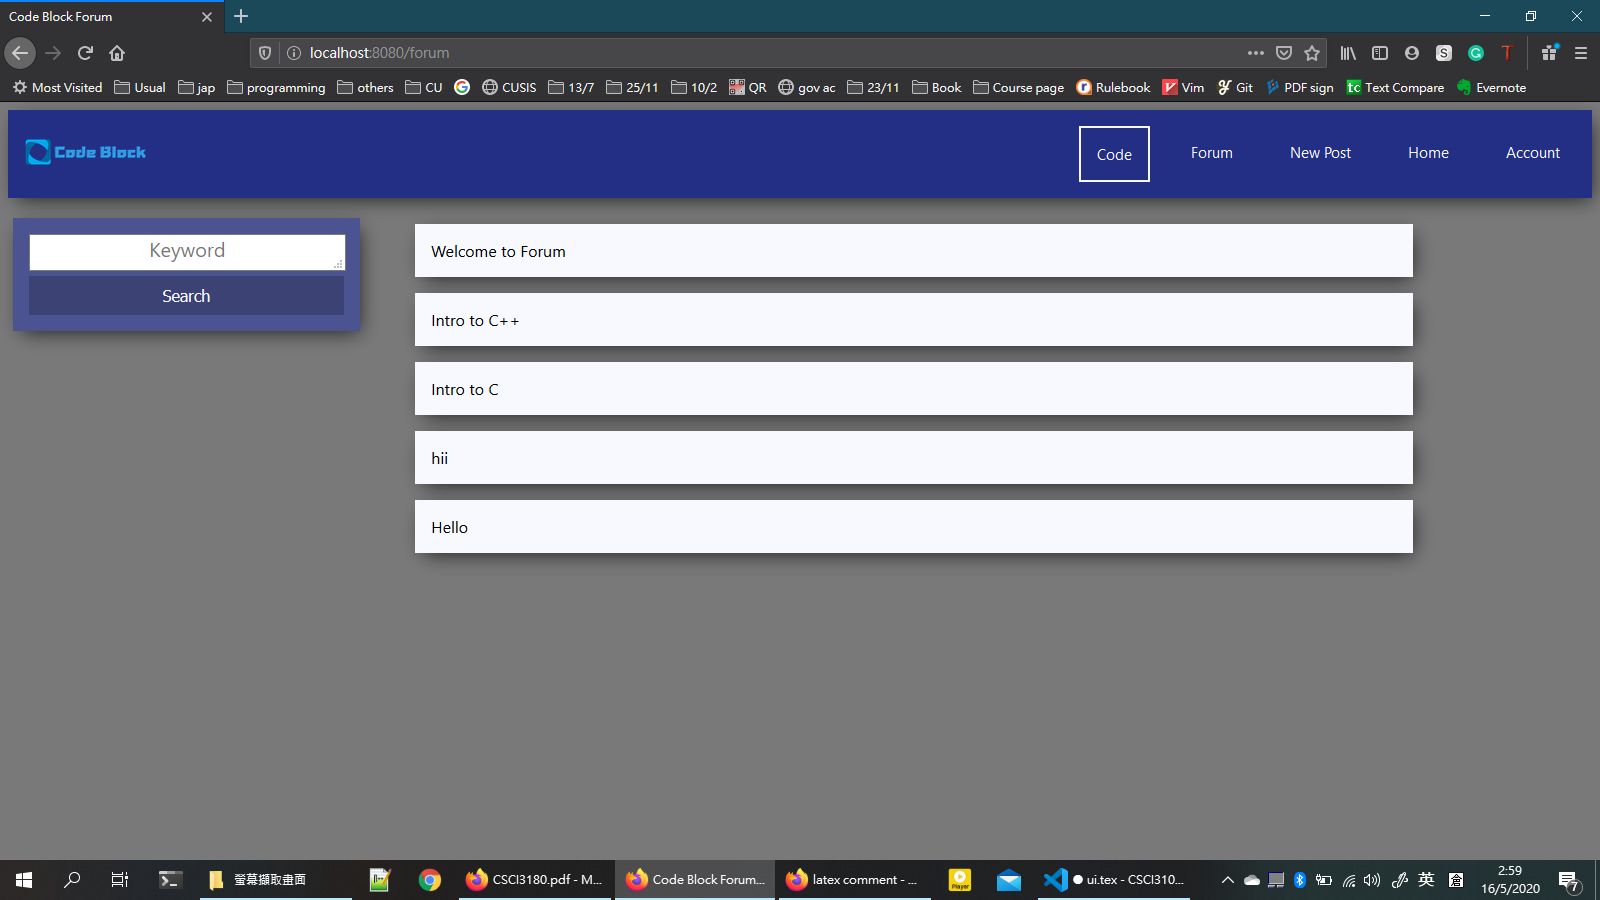 Code Block Forum
localhost:8080/forum
Most Visited Usual jap programming others CU CUSIS 13/7 25/11 10/2 QR gov ac 23/11 Book Course page Rulebook Vim Git PDF sign Text Compare Evernote
Code Block
Code Forum New Post Home Account
Keyword
Search
Welcome to Forum
Intro to C++
Intro to C
hii
Hello
螢幕擷取畫面 CSCI3180.pdf - M... Code Block Forum... latex comment - ... Player ui.tex - CSCI310... 英 2:59
16/5/2020 7